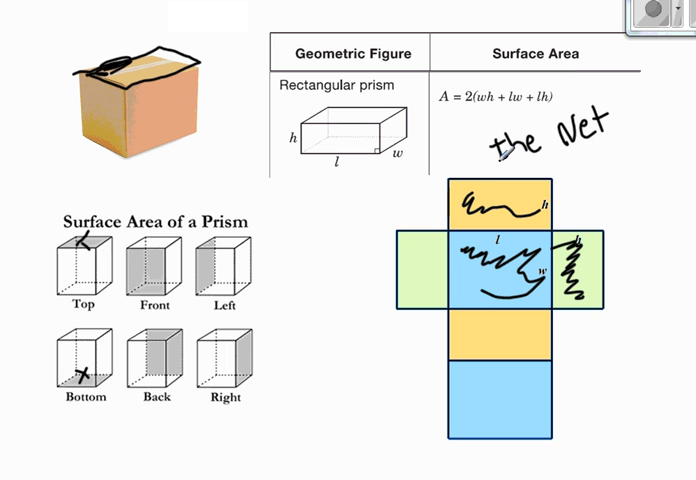 Geometric Figure
Surface Area
Rectangular prism
A = 2(wh + lw + lh)
h
w
l
the Net
Surface Area of a Prism
Top
Front
Left
Bottom
Back
Right
h
l
h
w